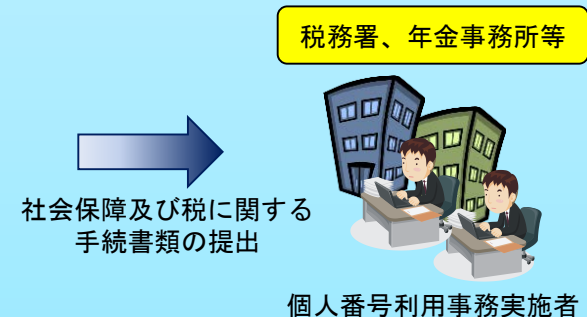 税務署、年金事務所等
社会保障及び税に関する
手続書類の提出
個人番号利用事務実施者